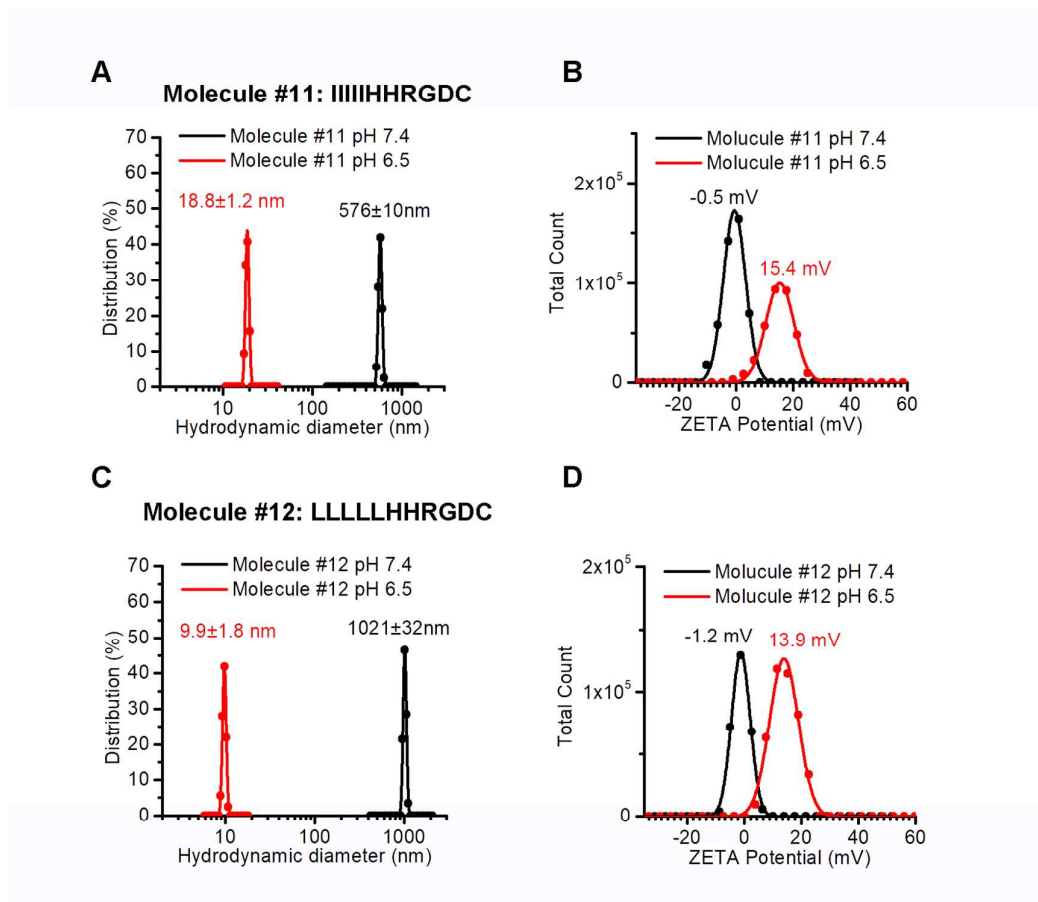 A
Molecule #11: IIIIIHHRGDC
Molecule #11 pH 7.4
Molecule #11 pH 6.5
18.8±1.2 nm
576±10nm
70
60
50
40
30
20
10
0
Distribution (%)
10
100
1000
Hydrodynamic diameter (nm)
B
Molucule #11 pH 7.4
Molucule #11 pH 6.5
-0.5 mV
15.4 mV
2x10⁵
1x10⁵
0
Total Count
-20
0
20
40
60
ZETA Potential (mV)
C
Molecule #12: LLLLLHHRGDC
Molecule #12 pH 7.4
Molecule #12 pH 6.5
9.9±1.8 nm
1021±32nm
70
60
50
40
30
20
10
0
Distribution (%)
10
100
1000
Hydrodynamic diameter (nm)
D
Molucule #12 pH 7.4
Molucule #12 pH 6.5
-1.2 mV
13.9 mV
2x10⁵
1x10⁵
0
Total Count
-20
0
20
40
60
ZETA Potential (mV)